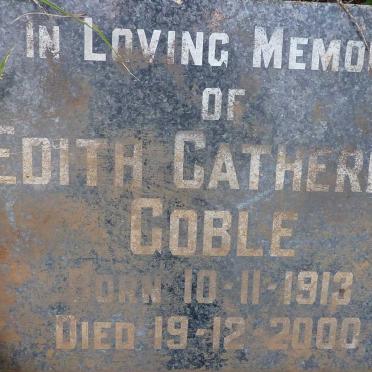 In Loving Memo
of
Edith Catheri
Goble
Born 10-11-1913
Died 19-12-2000